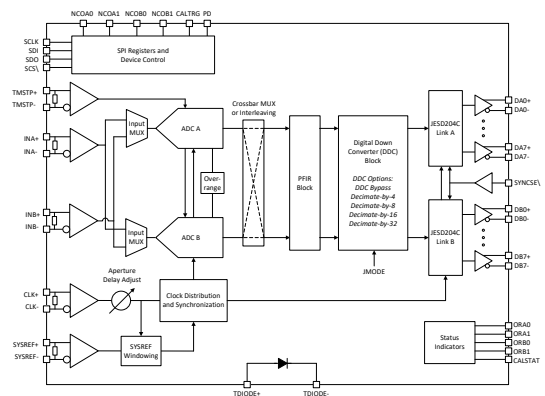 NCOA0 NCOA1 NCOB0 NCOB1 CALTRG PD
SCLK
SDI
SDO
SCS\
SPI Registers and
Device Control
TMSTP+
TMSTP-
INA+
INA-
INB+
INB-
CLK+
CLK-
SYSREF+
SYSREF-
Input
MUX
Input
MUX
ADC A
ADC B
Over-
range
Crossbar MUX
or Interleaving
PFIR
Block
Digital Down
Converter (DDC)
Block
DDC Options:
DDC Bypass
Decimate-by-4
Decimate-by-8
Decimate-by-16
Decimate-by-32
JMODE
JESD204C
Link A
JESD204C
Link B
DA0+
DA0-
DA7+
DA7-
SYNCSE\
DB0+
DB0-
DB7+
DB7-
Aperture
Delay Adjust
Clock Distribution
and Synchronization
SYSREF
Windowing
Status
Indicators
ORA0
ORA1
ORB0
ORB1
CALSTAT
TDIODE+
TDIODE-